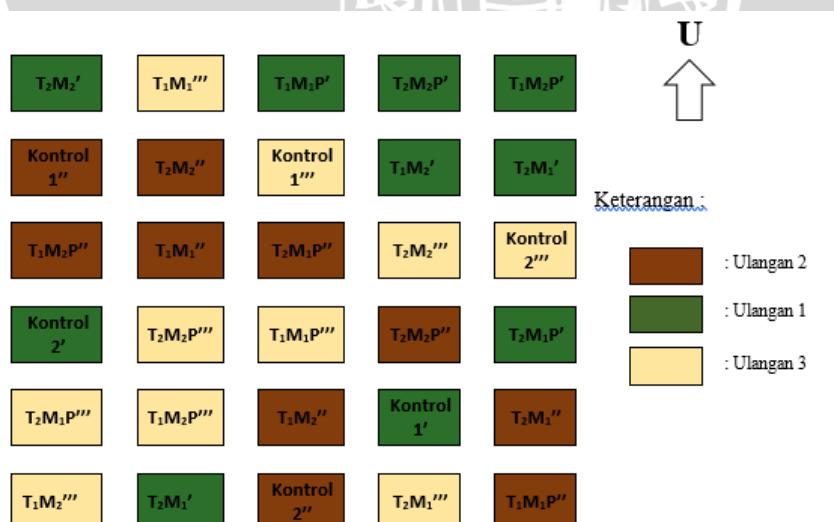 U
T₂M₂′ T₁M₁′′′ T₁M₁P′ T₂M₂P′ T₁M₂P′
Kontrol 1′′ T₂M₂′′ Kontrol 1′′′ T₁M₂′ T₂M₁′
T₁M₂P′′ T₁M₁′′ T₂M₁P′′ T₂M₂′′′ Kontrol 2′′′
Kontrol 2′ T₂M₂P′′′ T₁M₁P′′′ T₂M₂P′′ T₂M₁P′
T₂M₁P′′′ T₁M₂P′′′ T₁M₂′′ Kontrol 1′ T₂M₁′′
T₁M₂′′′ T₂M₁′ Kontrol 2′′ T₂M₁′′′ T₁M₁P′′
Keterangan :
: Ulangan 2
: Ulangan 1
: Ulangan 3